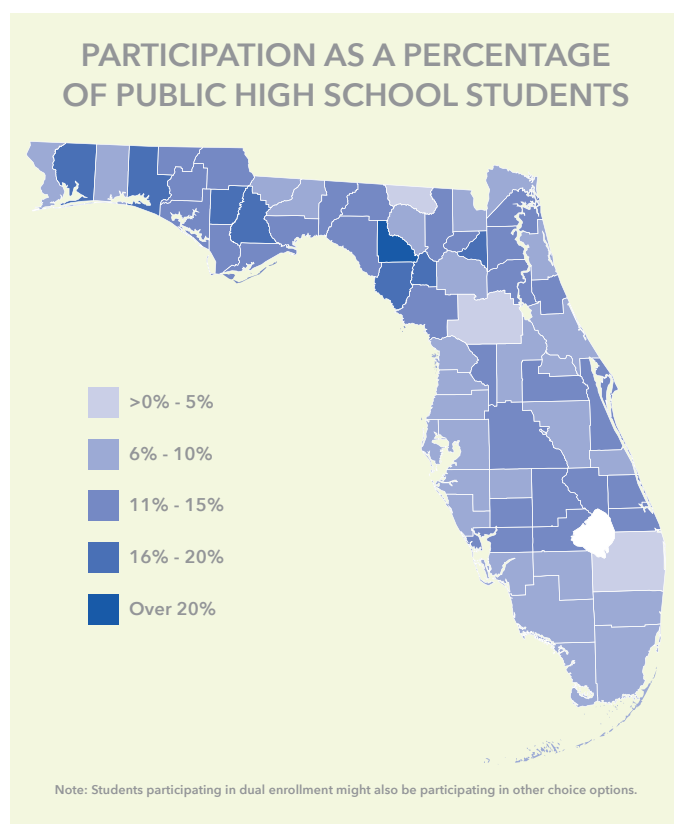 PARTICIPATION AS A PERCENTAGE
OF PUBLIC HIGH SCHOOL STUDENTS
>0% - 5%
6% - 10%
11% - 15%
16% - 20%
Over 20%
Note: Students participating in dual enrollment might also be participating in other choice options.